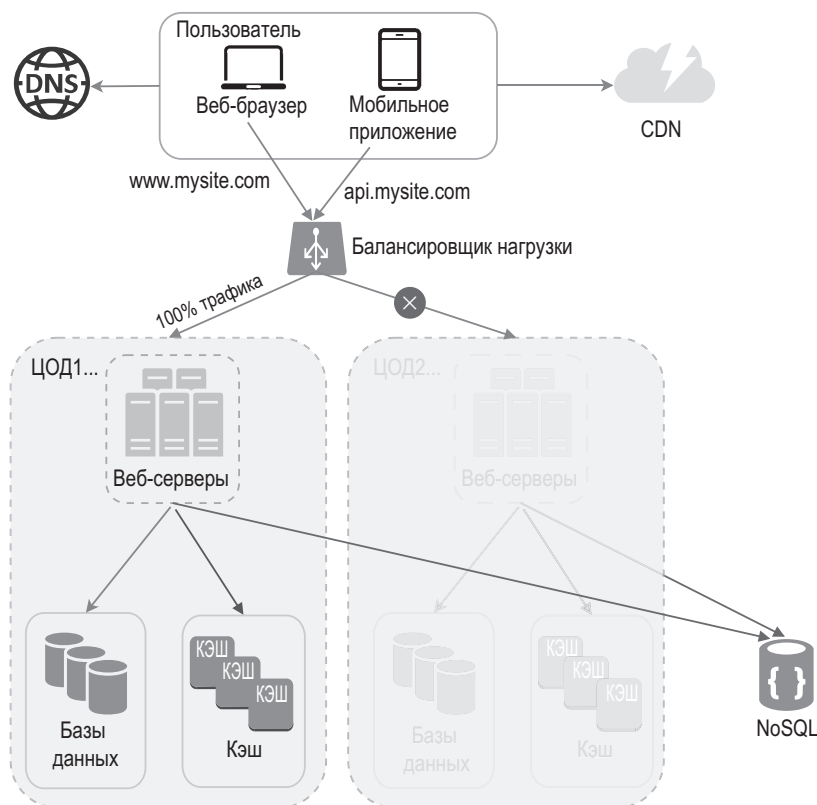 Пользователь
DNS
Веб-браузер
Мобильное
приложение
CDN
www.mysite.com
api.mysite.com
Балансировщик нагрузки
100% трафика
ЦОД1...
ЦОД2...
Веб-серверы
Веб-серверы
КЭШ
КЭШ
КЭШ
КЭШ
КЭШ
КЭШ
{ }
Базы
данных
Кэш
Базы
данных
Кэш
NoSQL